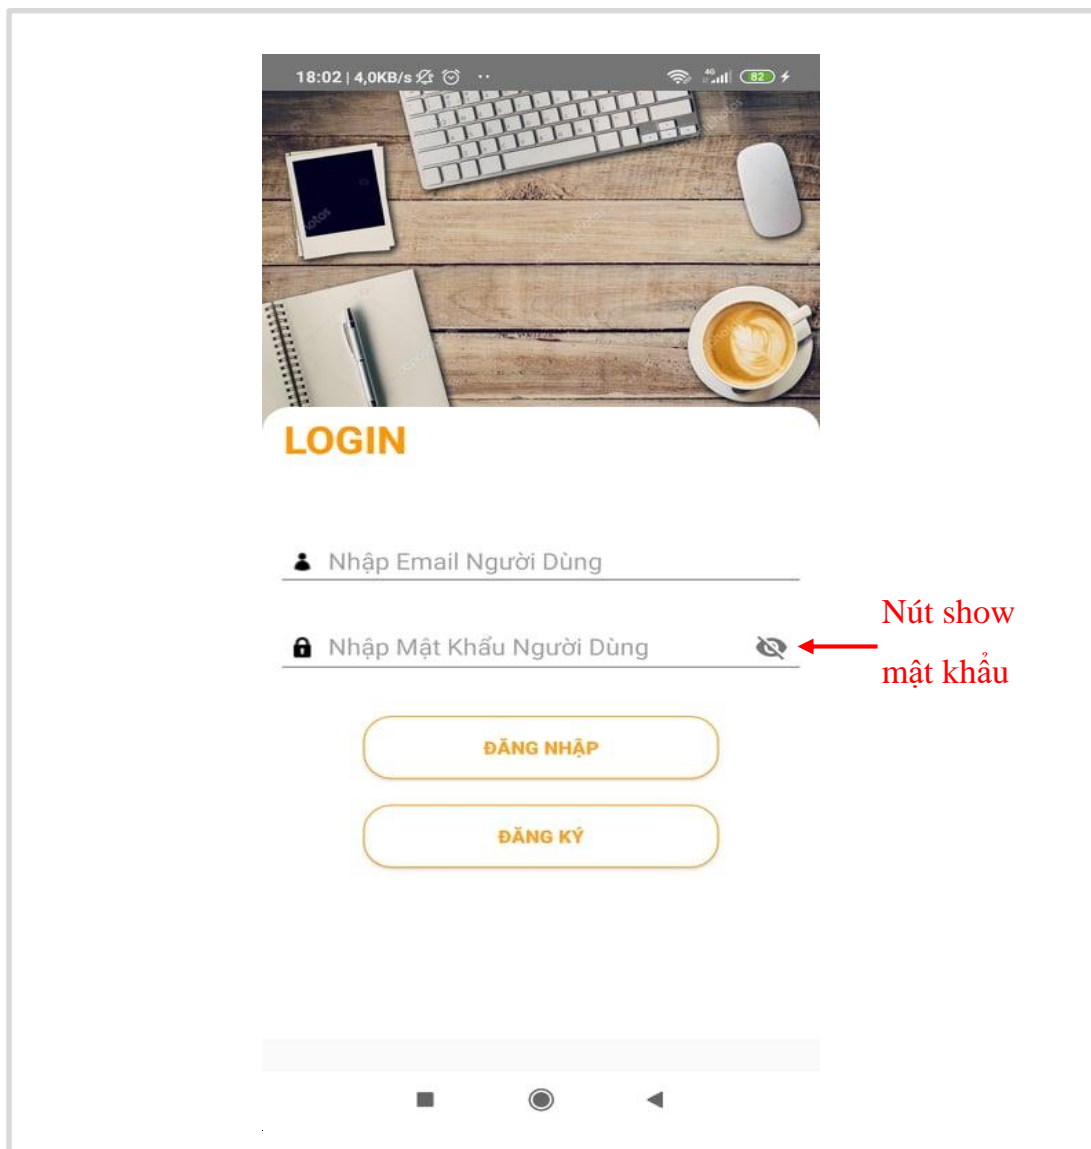 18:02 | 4,0KB/s
4G
82
LOGIN
Nhập Email Người Dùng
Nhập Mật Khẩu Người Dùng
Nút show
mật khẩu
ĐĂNG NHẬP
ĐĂNG KÝ